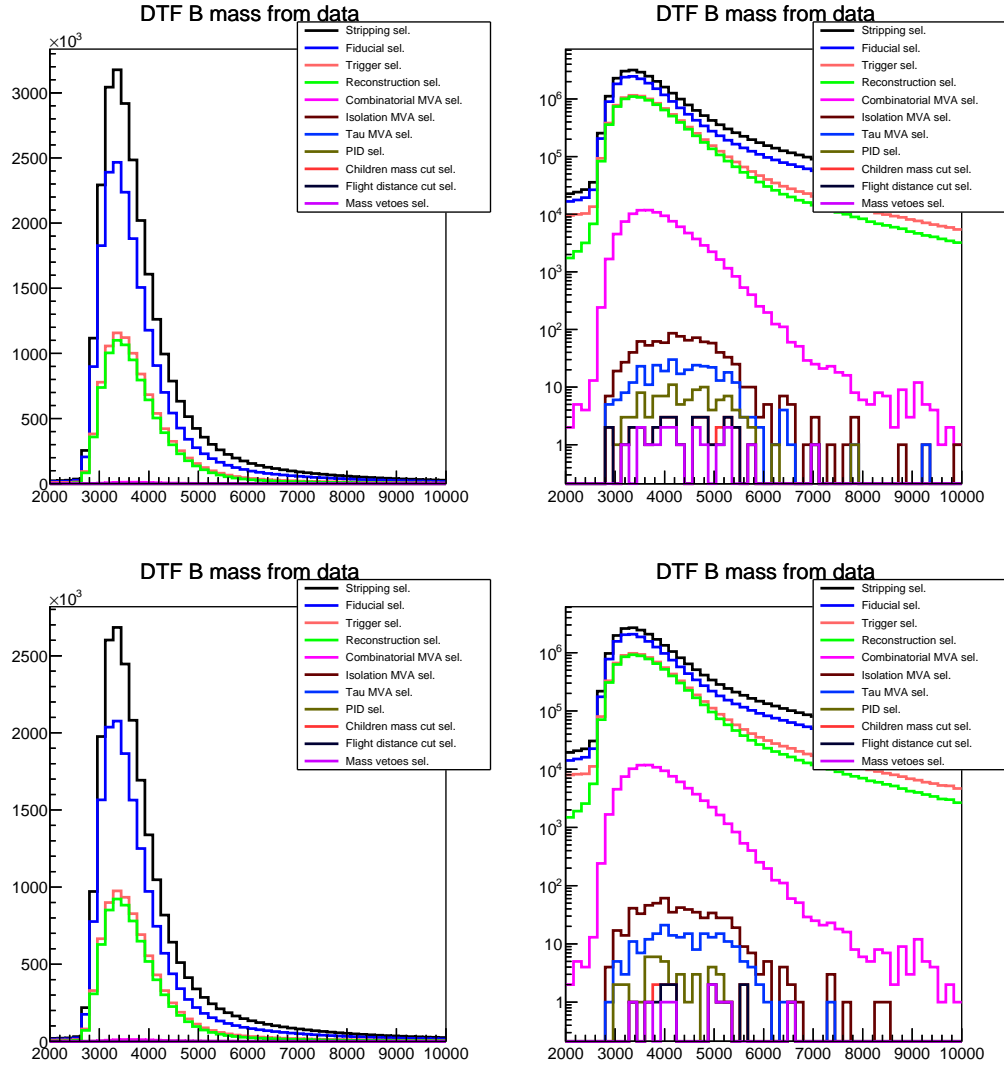 DTF B mass from data
×10³
Stripping sel.
Fiducial sel.
Trigger sel.
Reconstruction sel.
Combinatorial MVA sel.
Isolation MVA sel.
Tau MVA sel.
PID sel.
Children mass cut sel.
Flight distance cut sel.
Mass vetoes sel.
3000
2500
2000
1500
1000
500
0
2000 3000 4000 5000 6000 7000 8000 9000 10000
DTF B mass from data
Stripping sel.
Fiducial sel.
Trigger sel.
Reconstruction sel.
Combinatorial MVA sel.
Isolation MVA sel.
Tau MVA sel.
PID sel.
Children mass cut sel.
Flight distance cut sel.
Mass vetoes sel.
10⁶
10⁵
10⁴
10³
10²
10
1
2000 3000 4000 5000 6000 7000 8000 9000 10000
DTF B mass from data
×10³
Stripping sel.
Fiducial sel.
Trigger sel.
Reconstruction sel.
Combinatorial MVA sel.
Isolation MVA sel.
Tau MVA sel.
PID sel.
Children mass cut sel.
Flight distance cut sel.
Mass vetoes sel.
2500
2000
1500
1000
500
0
2000 3000 4000 5000 6000 7000 8000 9000 10000
DTF B mass from data
Stripping sel.
Fiducial sel.
Trigger sel.
Reconstruction sel.
Combinatorial MVA sel.
Isolation MVA sel.
Tau MVA sel.
PID sel.
Children mass cut sel.
Flight distance cut sel.
Mass vetoes sel.
10⁶
10⁵
10⁴
10³
10²
10
1
2000 3000 4000 5000 6000 7000 8000 9000 10000